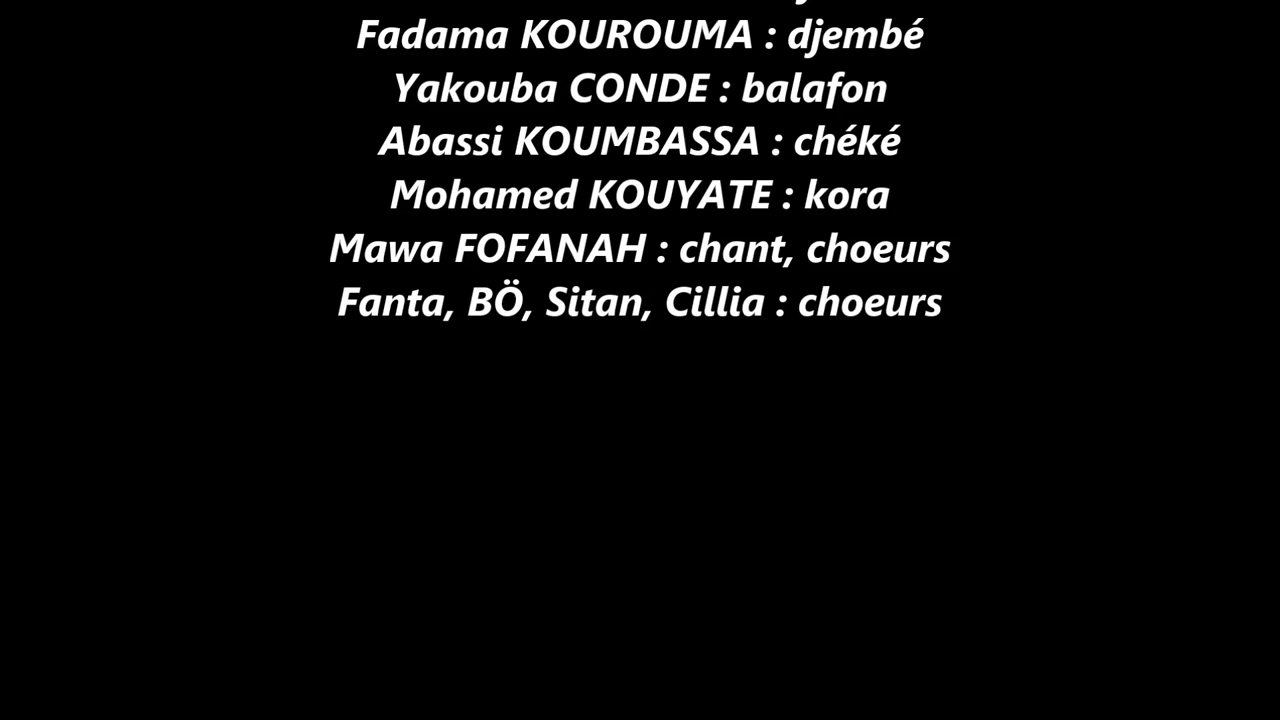 Fadama KOUROUMA : djembé
Yakouba CONDE : balafon
Abassi KOUMBASSA : chéké
Mohamed KOUYATE : kora
Mawa FOFANAH : chant, choeurs
Fanta, BÖ, Sitan, Cillia : choeurs